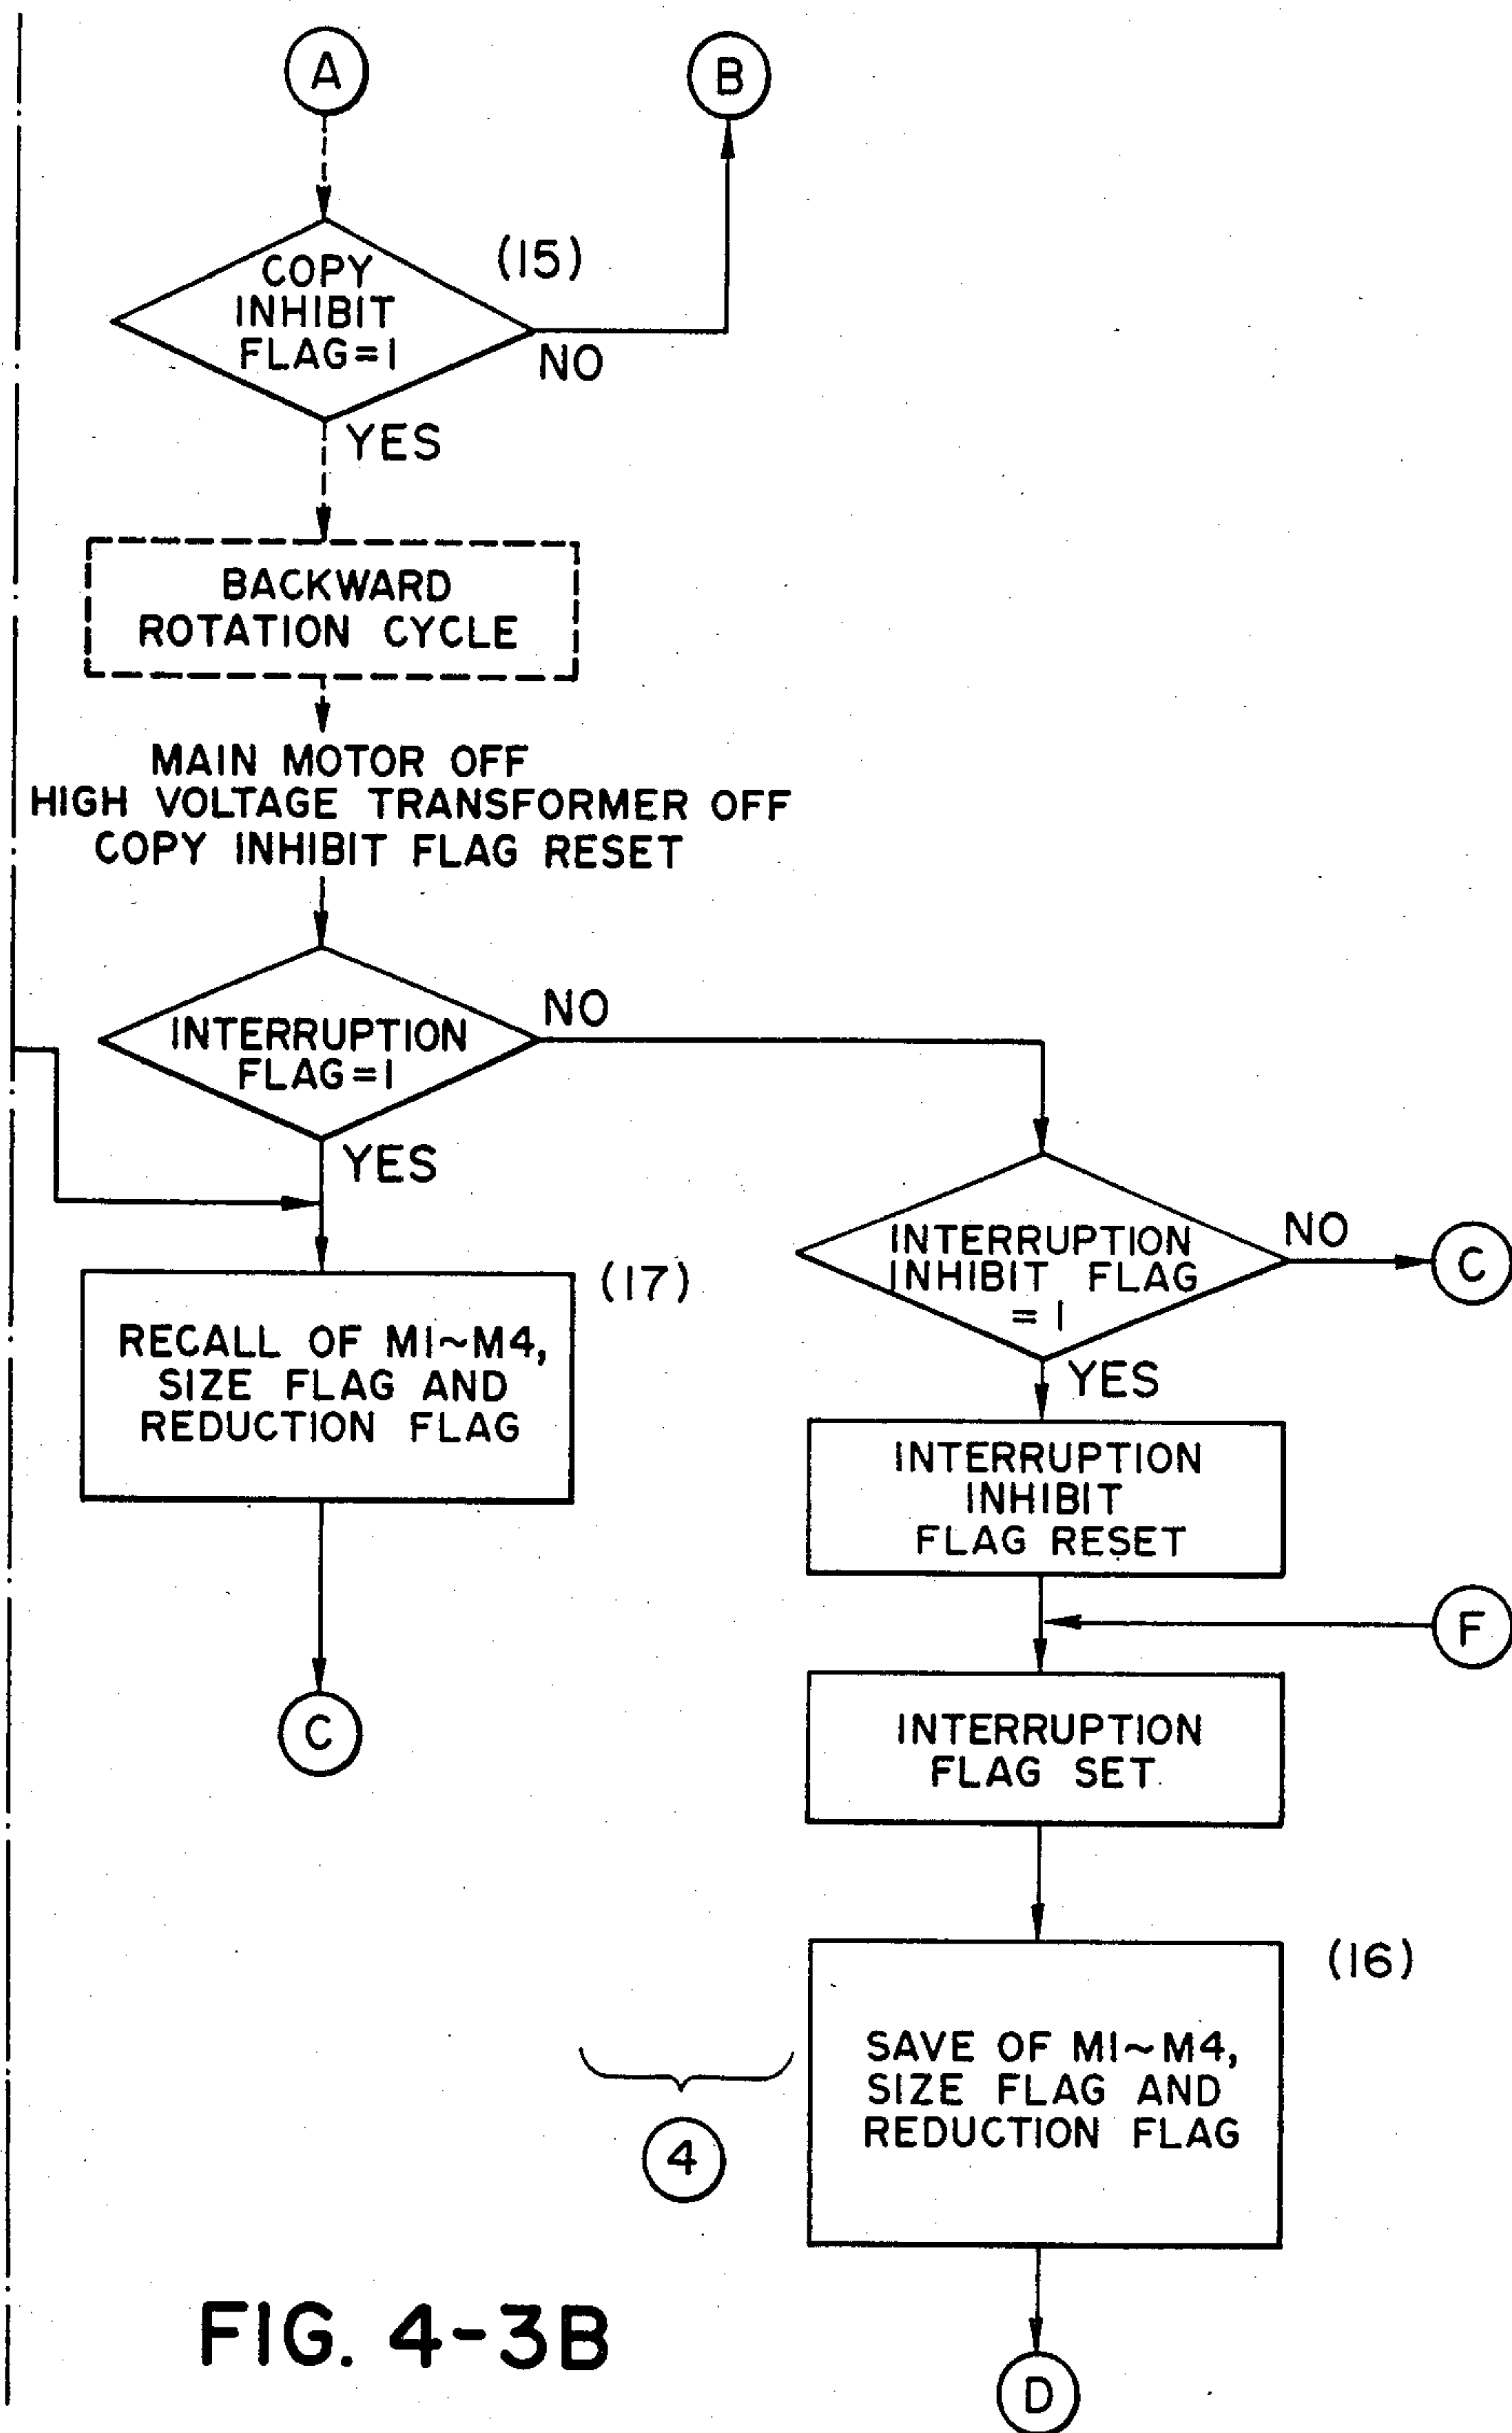 A
B
COPY
INHIBIT
FLAG=1
(15)
NO
YES
BACKWARD
ROTATION CYCLE
MAIN MOTOR OFF
HIGH VOLTAGE TRANSFORMER OFF
COPY INHIBIT FLAG RESET
INTERRUPTION
FLAG=1
NO
YES
INTERRUPTION
INHIBIT FLAG
= 1
NO
C
YES
(17)
RECALL OF M1~M4,
SIZE FLAG AND
REDUCTION FLAG
C
INTERRUPTION
INHIBIT
FLAG RESET
F
INTERRUPTION
FLAG SET
(16)
SAVE OF M1~M4,
SIZE FLAG AND
REDUCTION FLAG
4
D
FIG. 4-3B